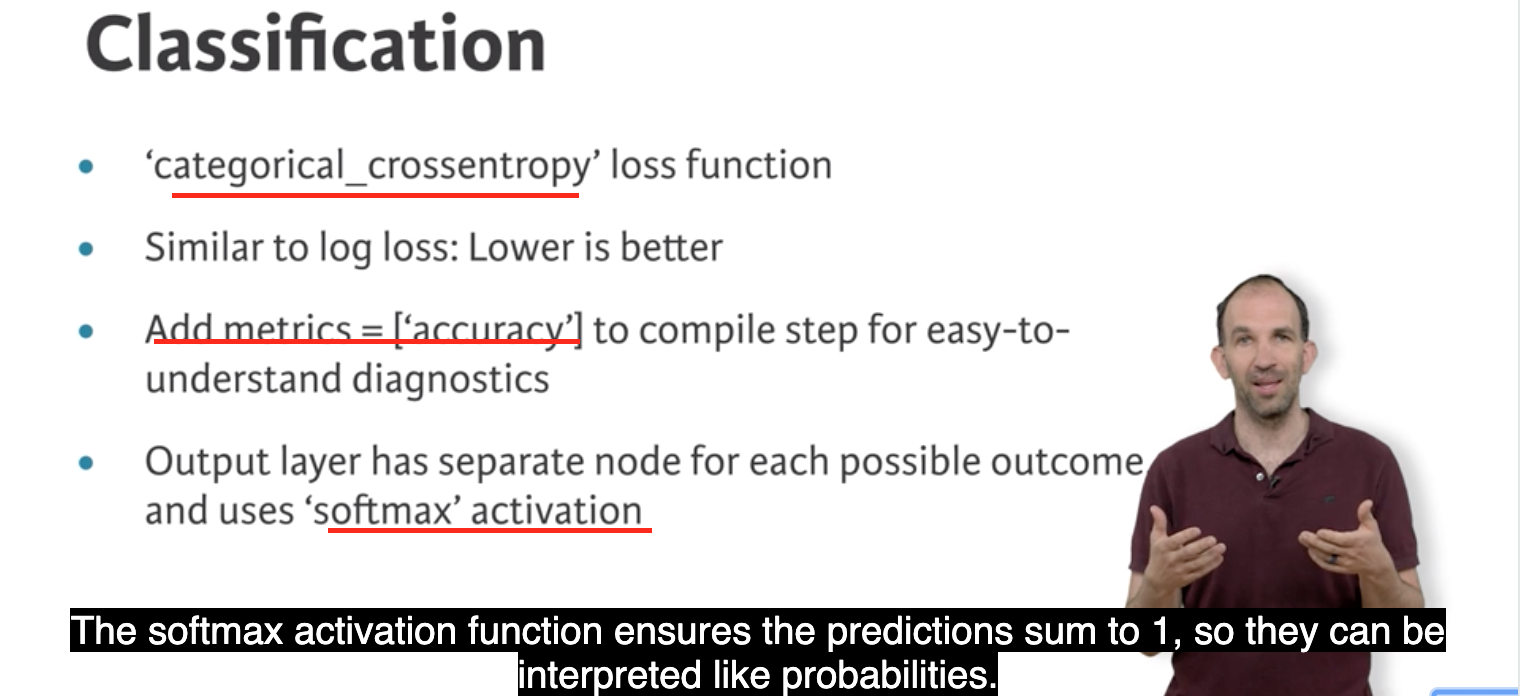 Classification
‘categorical_crossentropy’ loss function
Similar to log loss: Lower is better
Add metrics = [‘accuracy’] to compile step for easy-to-
understand diagnostics
Output layer has separate node for each possible outcome,
and uses ‘softmax’ activation
The softmax activation function ensures the predictions sum to 1, so they can be
interpreted like probabilities.